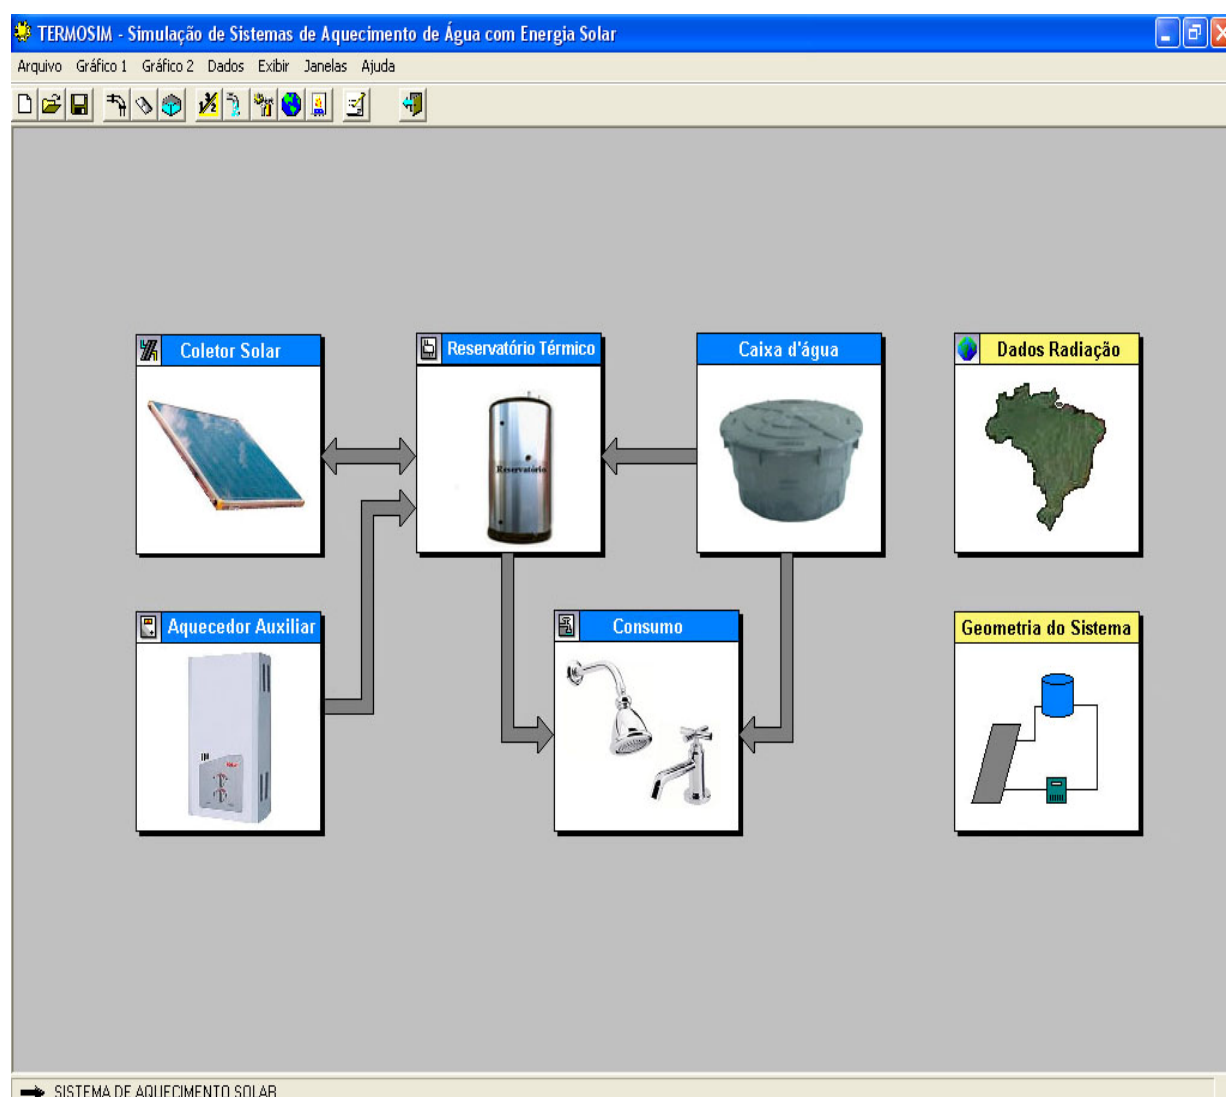 TERMOSIM - Simulação de Sistemas de Aquecimento de Água com Energia Solar
Arquivo Gráfico 1 Gráfico 2 Dados Exibir Janelas Ajuda
Coletor Solar
Reservatório Térmico
Caixa d'água
Dados Radiação
Reservatório
Aquecedor Auxiliar
Consumo
Geometria do Sistema
SISTEMA DE AQUECIMENTO SOLAR